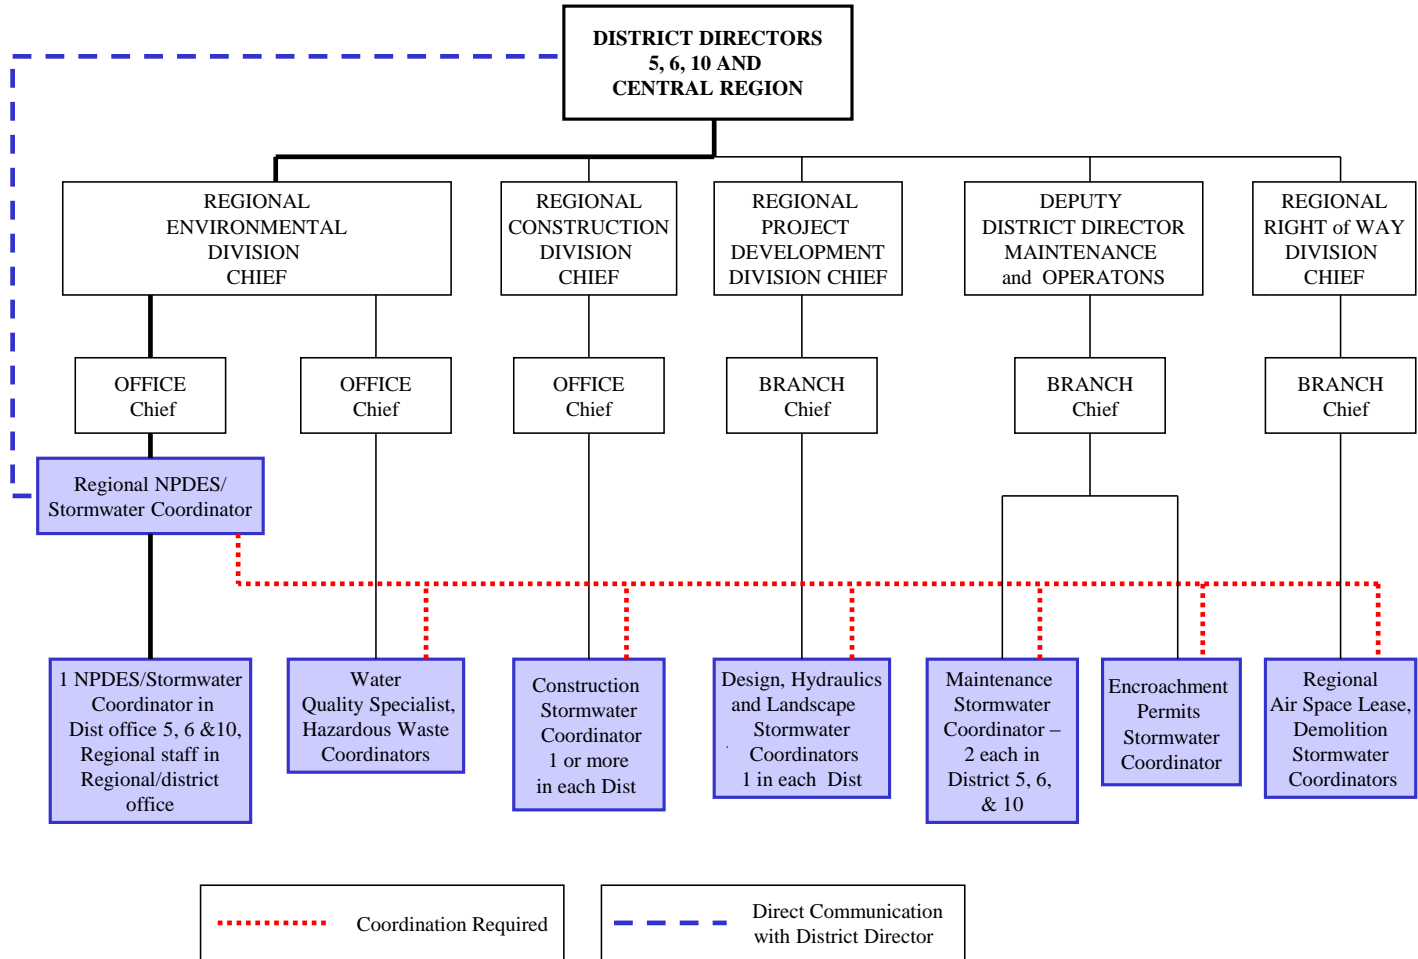 DISTRICT DIRECTORS
5, 6, 10 AND
CENTRAL REGION
REGIONAL
ENVIRONMENTAL
DIVISION
CHIEF
REGIONAL
CONSTRUCTION
DIVISION
CHIEF
REGIONAL
PROJECT
DEVELOPMENT
DIVISION CHIEF
DEPUTY
DISTRICT DIRECTOR
MAINTENANCE
and OPERATONS
REGIONAL
RIGHT of WAY
DIVISION
CHIEF
OFFICE
Chief
OFFICE
Chief
OFFICE
Chief
BRANCH
Chief
BRANCH
Chief
BRANCH
Chief
Regional NPDES/
Stormwater Coordinator
1 NPDES/Stormwater
Coordinator in
Dist office 5, 6 &10,
Regional staff in
Regional/district
office
Water
Quality Specialist,
Hazardous Waste
Coordinators
Construction
Stormwater
Coordinator
1 or more
in each Dist
Design, Hydraulics
and Landscape
Stormwater
Coordinators
1 in each Dist
Maintenance
Stormwater
Coordinator –
2 each in
District 5, 6,
& 10
Encroachment
Permits
Stormwater
Coordinator
Regional
Air Space Lease,
Demolition
Stormwater
Coordinators
Coordination Required
Direct Communication
with District Director